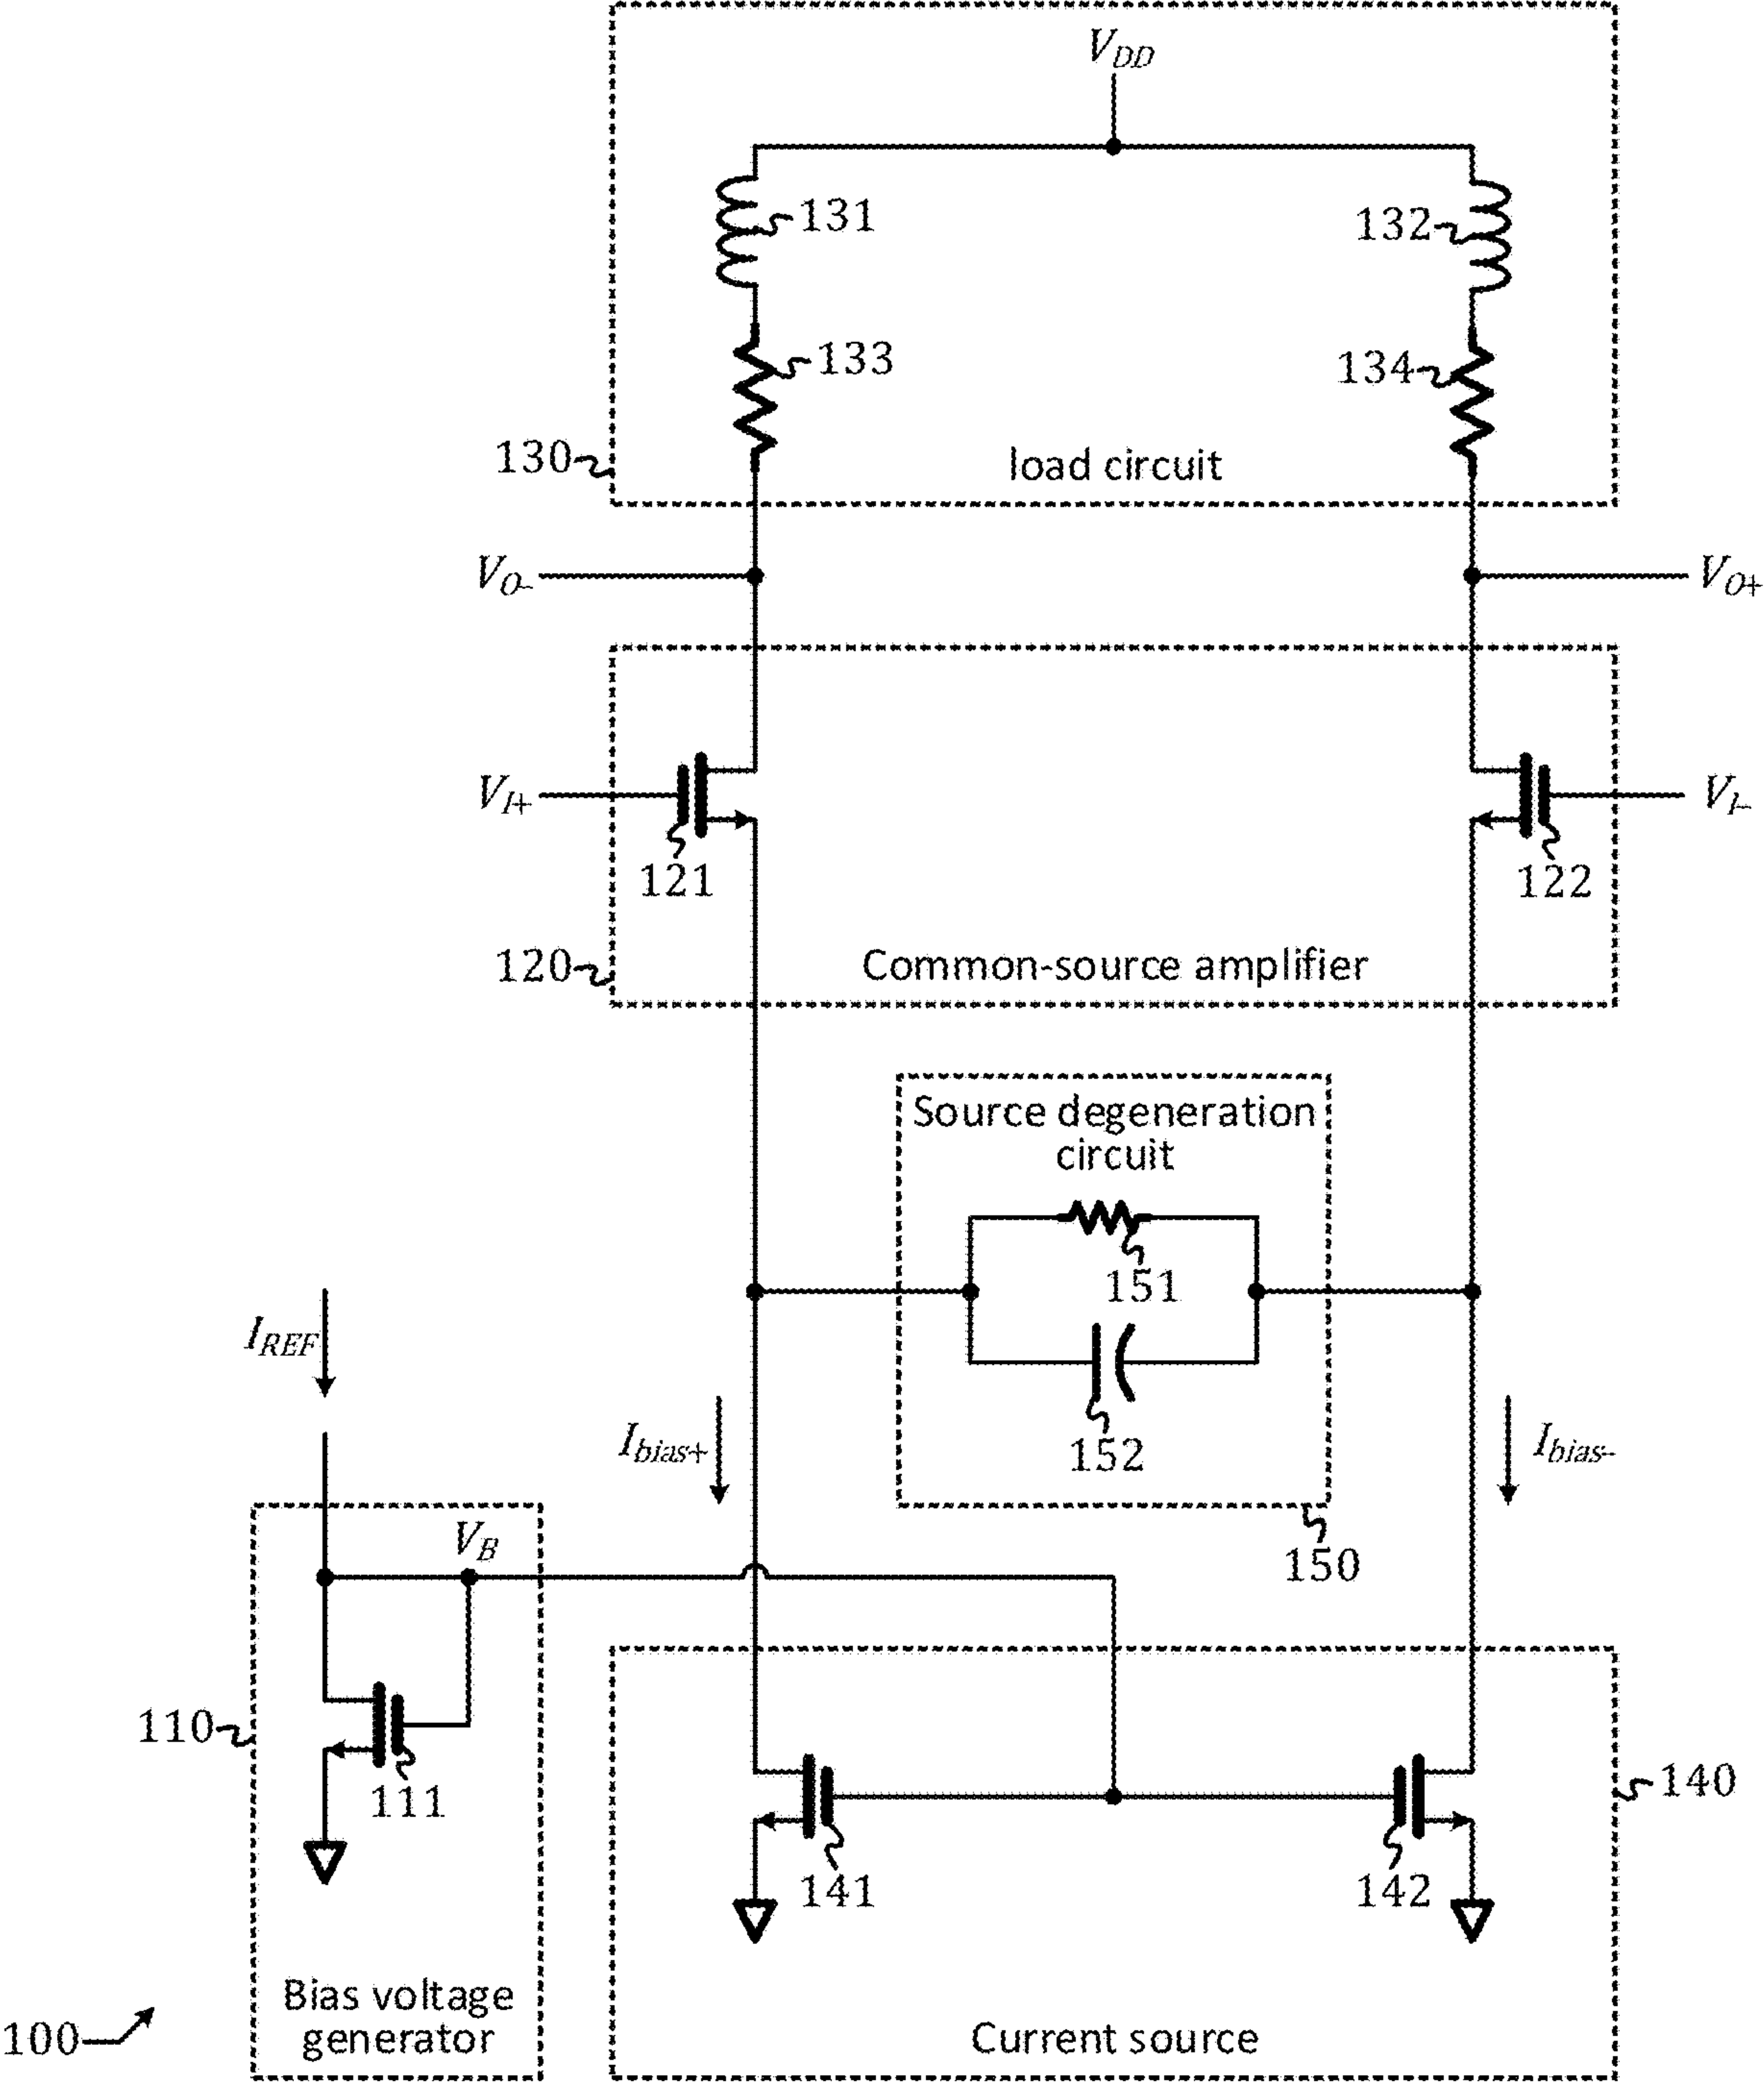 V_DD
131
132
133
134
130
load circuit
V_O-
V_O+
V_I+
V_I-
121
122
120
Common-source amplifier
Source degeneration
circuit
151
I_REF
I_bias+
152
I_bias-
V_B
150
110
111
140
141
142
Bias voltage
generator
100
Current source